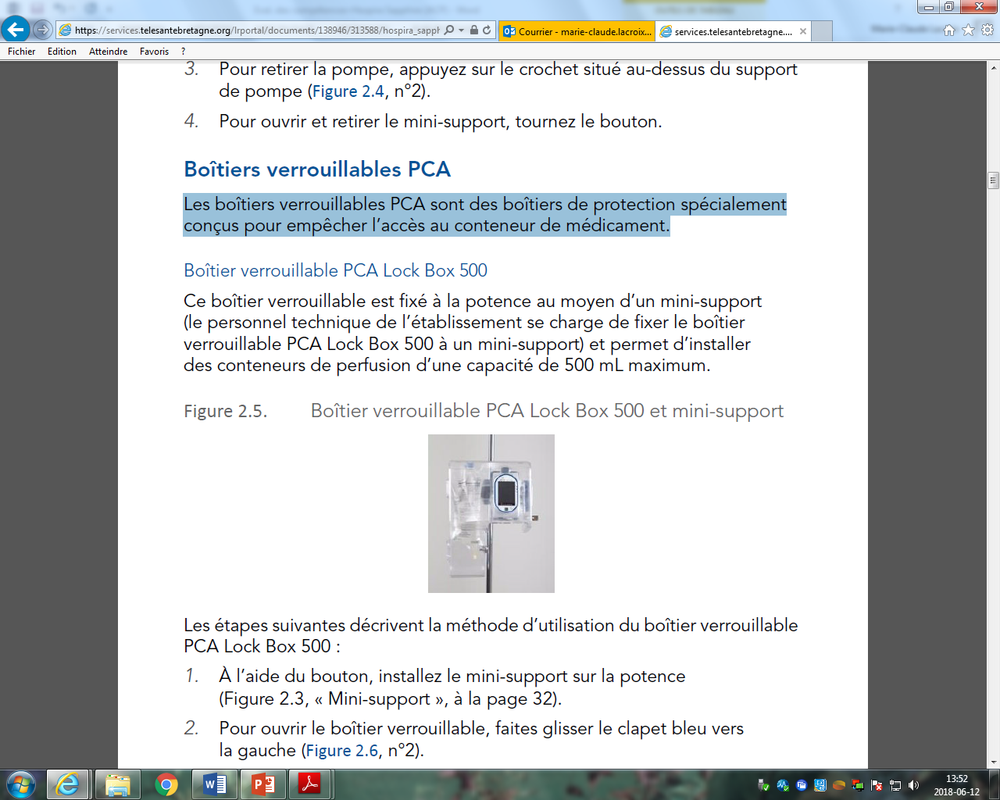 https://services.telesantebretagne.org/lrportal/documents/138946/313588/hospira_sapph
Courrier - marie-claude.lacroix...
services.telesantebretagne....
Fichier Edition Atteindre Favoris ?
3. Pour retirer la pompe, appuyez sur le crochet situé au-dessus du support
de pompe (Figure 2.4, n°2).
4. Pour ouvrir et retirer le mini-support, tournez le bouton.
Boîtiers verrouillables PCA
Les boîtiers verrouillables PCA sont des boîtiers de protection spécialement
conçus pour empêcher l’accès au conteneur de médicament.
Boîtier verrouillable PCA Lock Box 500
Ce boîtier verrouillable est fixé à la potence au moyen d’un mini-support
(le personnel technique de l’établissement se charge de fixer le boîtier
verrouillable PCA Lock Box 500 à un mini-support) et permet d’installer
des conteneurs de perfusion d’une capacité de 500 mL maximum.
Figure 2.5. Boîtier verrouillable PCA Lock Box 500 et mini-support
Les étapes suivantes décrivent la méthode d’utilisation du boîtier verrouillable
PCA Lock Box 500 :
1. À l’aide du bouton, installez le mini-support sur la potence
(Figure 2.3, « Mini-support », à la page 32).
2. Pour ouvrir le boîtier verrouillable, faites glisser le clapet bleu vers
la gauche (Figure 2.6, n°2).
13:52
2018-06-12